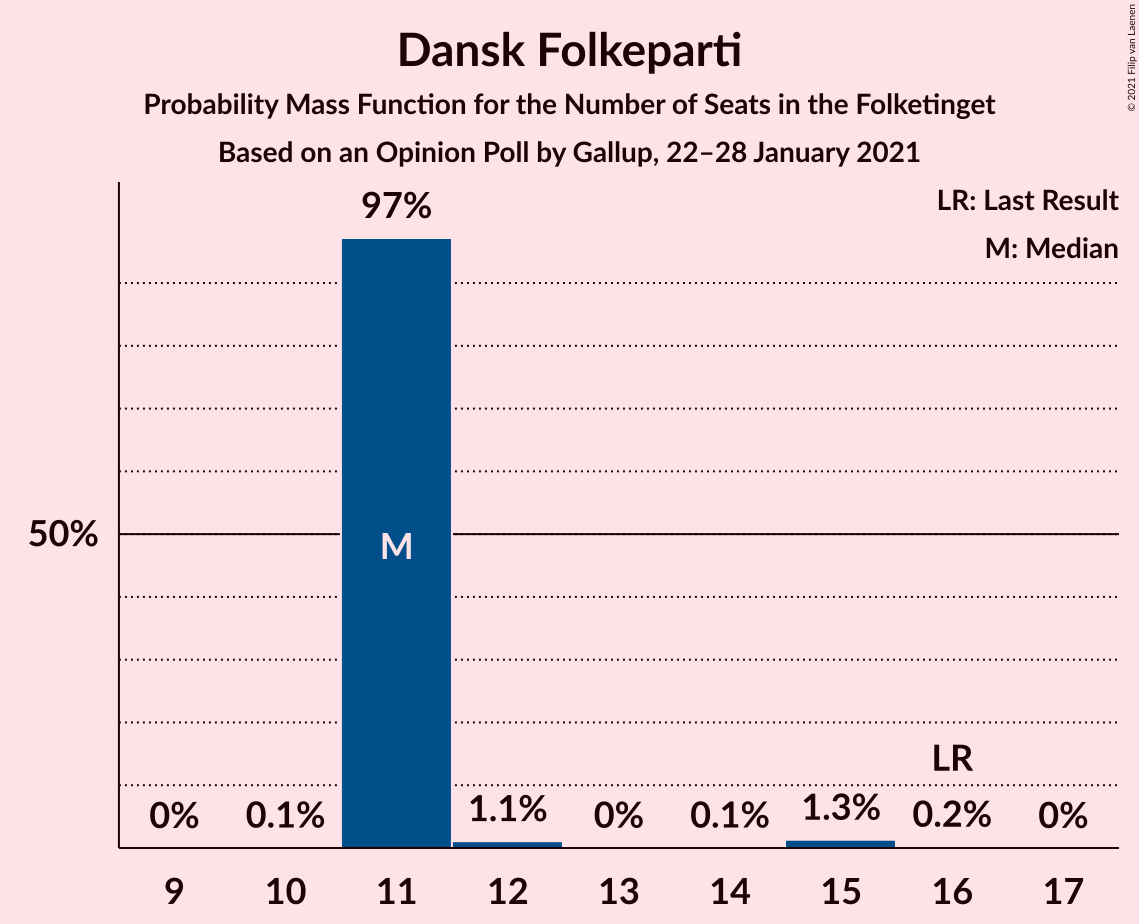 Dansk Folkeparti
Probability Mass Function for the Number of Seats in the Folketinget
Based on an Opinion Poll by Gallup, 22–28 January 2021
© 2021 Filip van Laenen
LR: Last Result
M: Median
97%
50%
M
LR
0% 0.1% 1.1% 0% 0.1% 1.3% 0.2% 0%
9 10 11 12 13 14 15 16 17